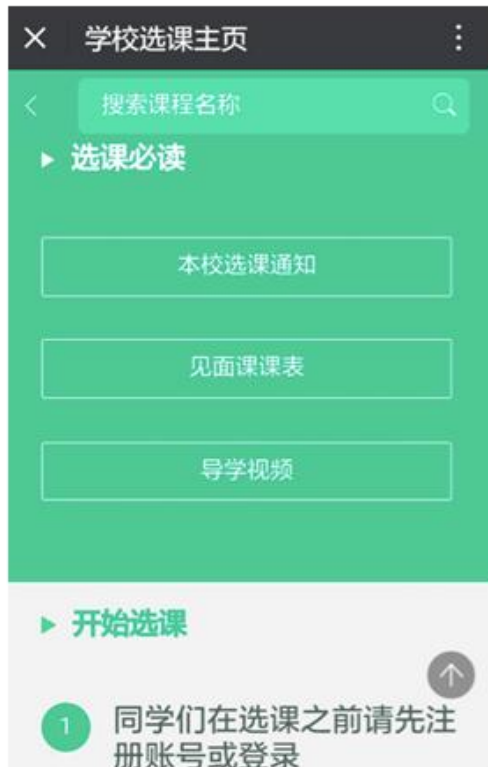 学校选课主页
搜索课程名称
选课必读
本校选课通知
见面课课表
导学视频
开始选课
1
同学们在选课之前请先注
册账号或登录